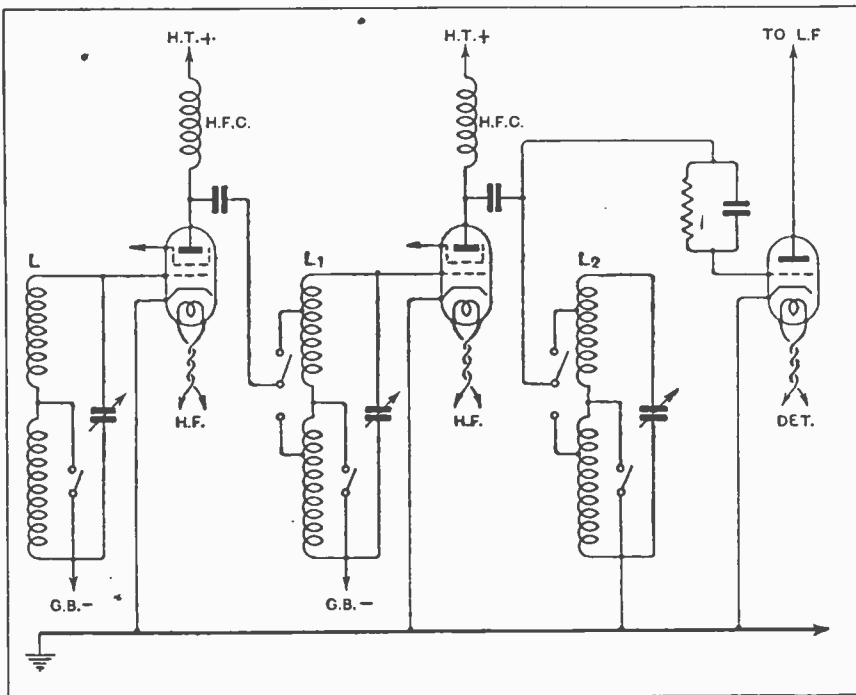 H.T.+
H.T.+
TO L.F
H.F.C.
H.F.C.
L
L1
L2
H.F.
H.F.
DET.
G.B.-
G.B.-